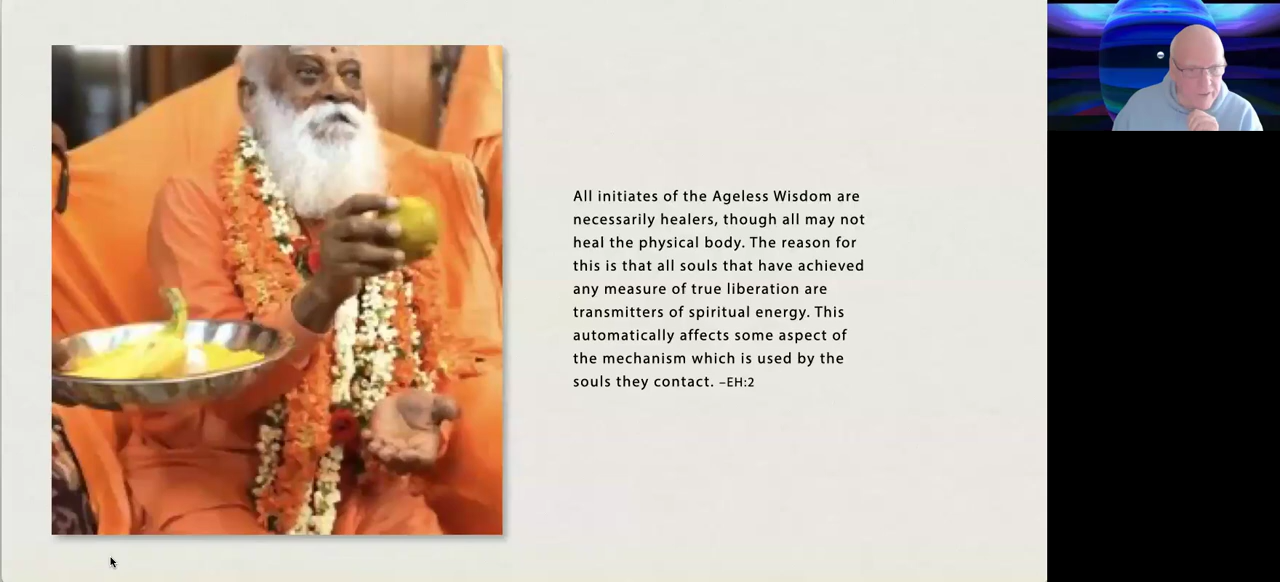 All initiates of the Ageless Wisdom are
necessarily healers, though all may not
heal the physical body. The reason for
this is that all souls that have achieved
any measure of true liberation are
transmitters of spiritual energy. This
automatically affects some aspect of
the mechanism which is used by the
souls they contact. –EH:2